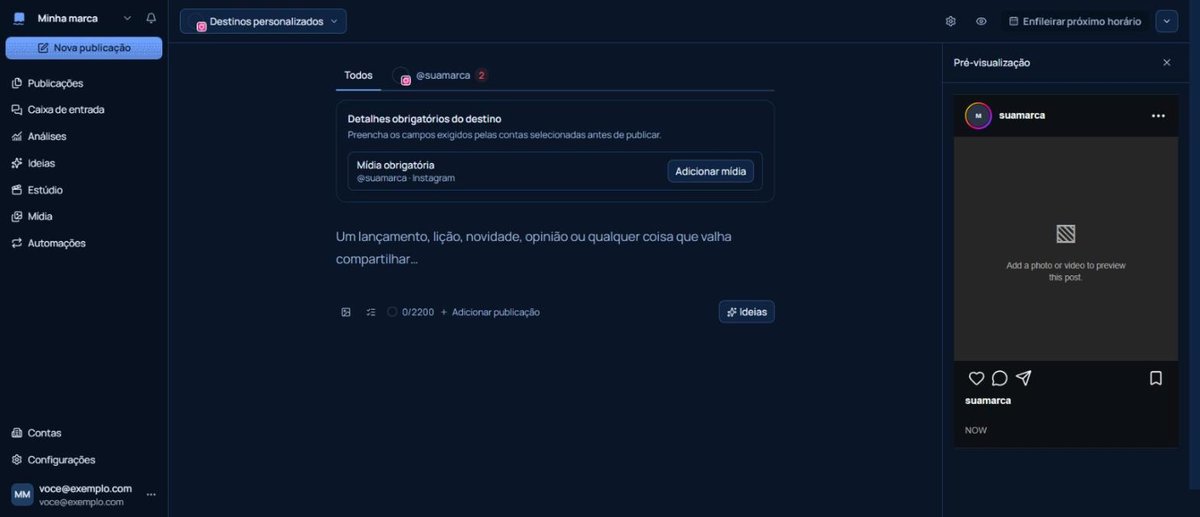 Minha marca
Nova publicação
Publicações
Caixa de entrada
Análises
Ideias
Estúdio
Mídia
Automações
Contas
Configurações
MM
voce@exemplo.com
voce@exemplo.com
Destinos personalizados
Enfileirar próximo horário
Todos
@suamarca 2
Detalhes obrigatórios do destino
Preencha os campos exigidos pelas contas selecionadas antes de publicar.
Mídia obrigatória
@suamarca · Instagram
Adicionar mídia
Um lançamento, lição, novidade, opinião ou qualquer coisa que valha
compartilhar...
0/2200 + Adicionar publicação
Ideias
Pré-visualização
M
suamarca
Add a photo or video to preview
this post.
suamarca
NOW